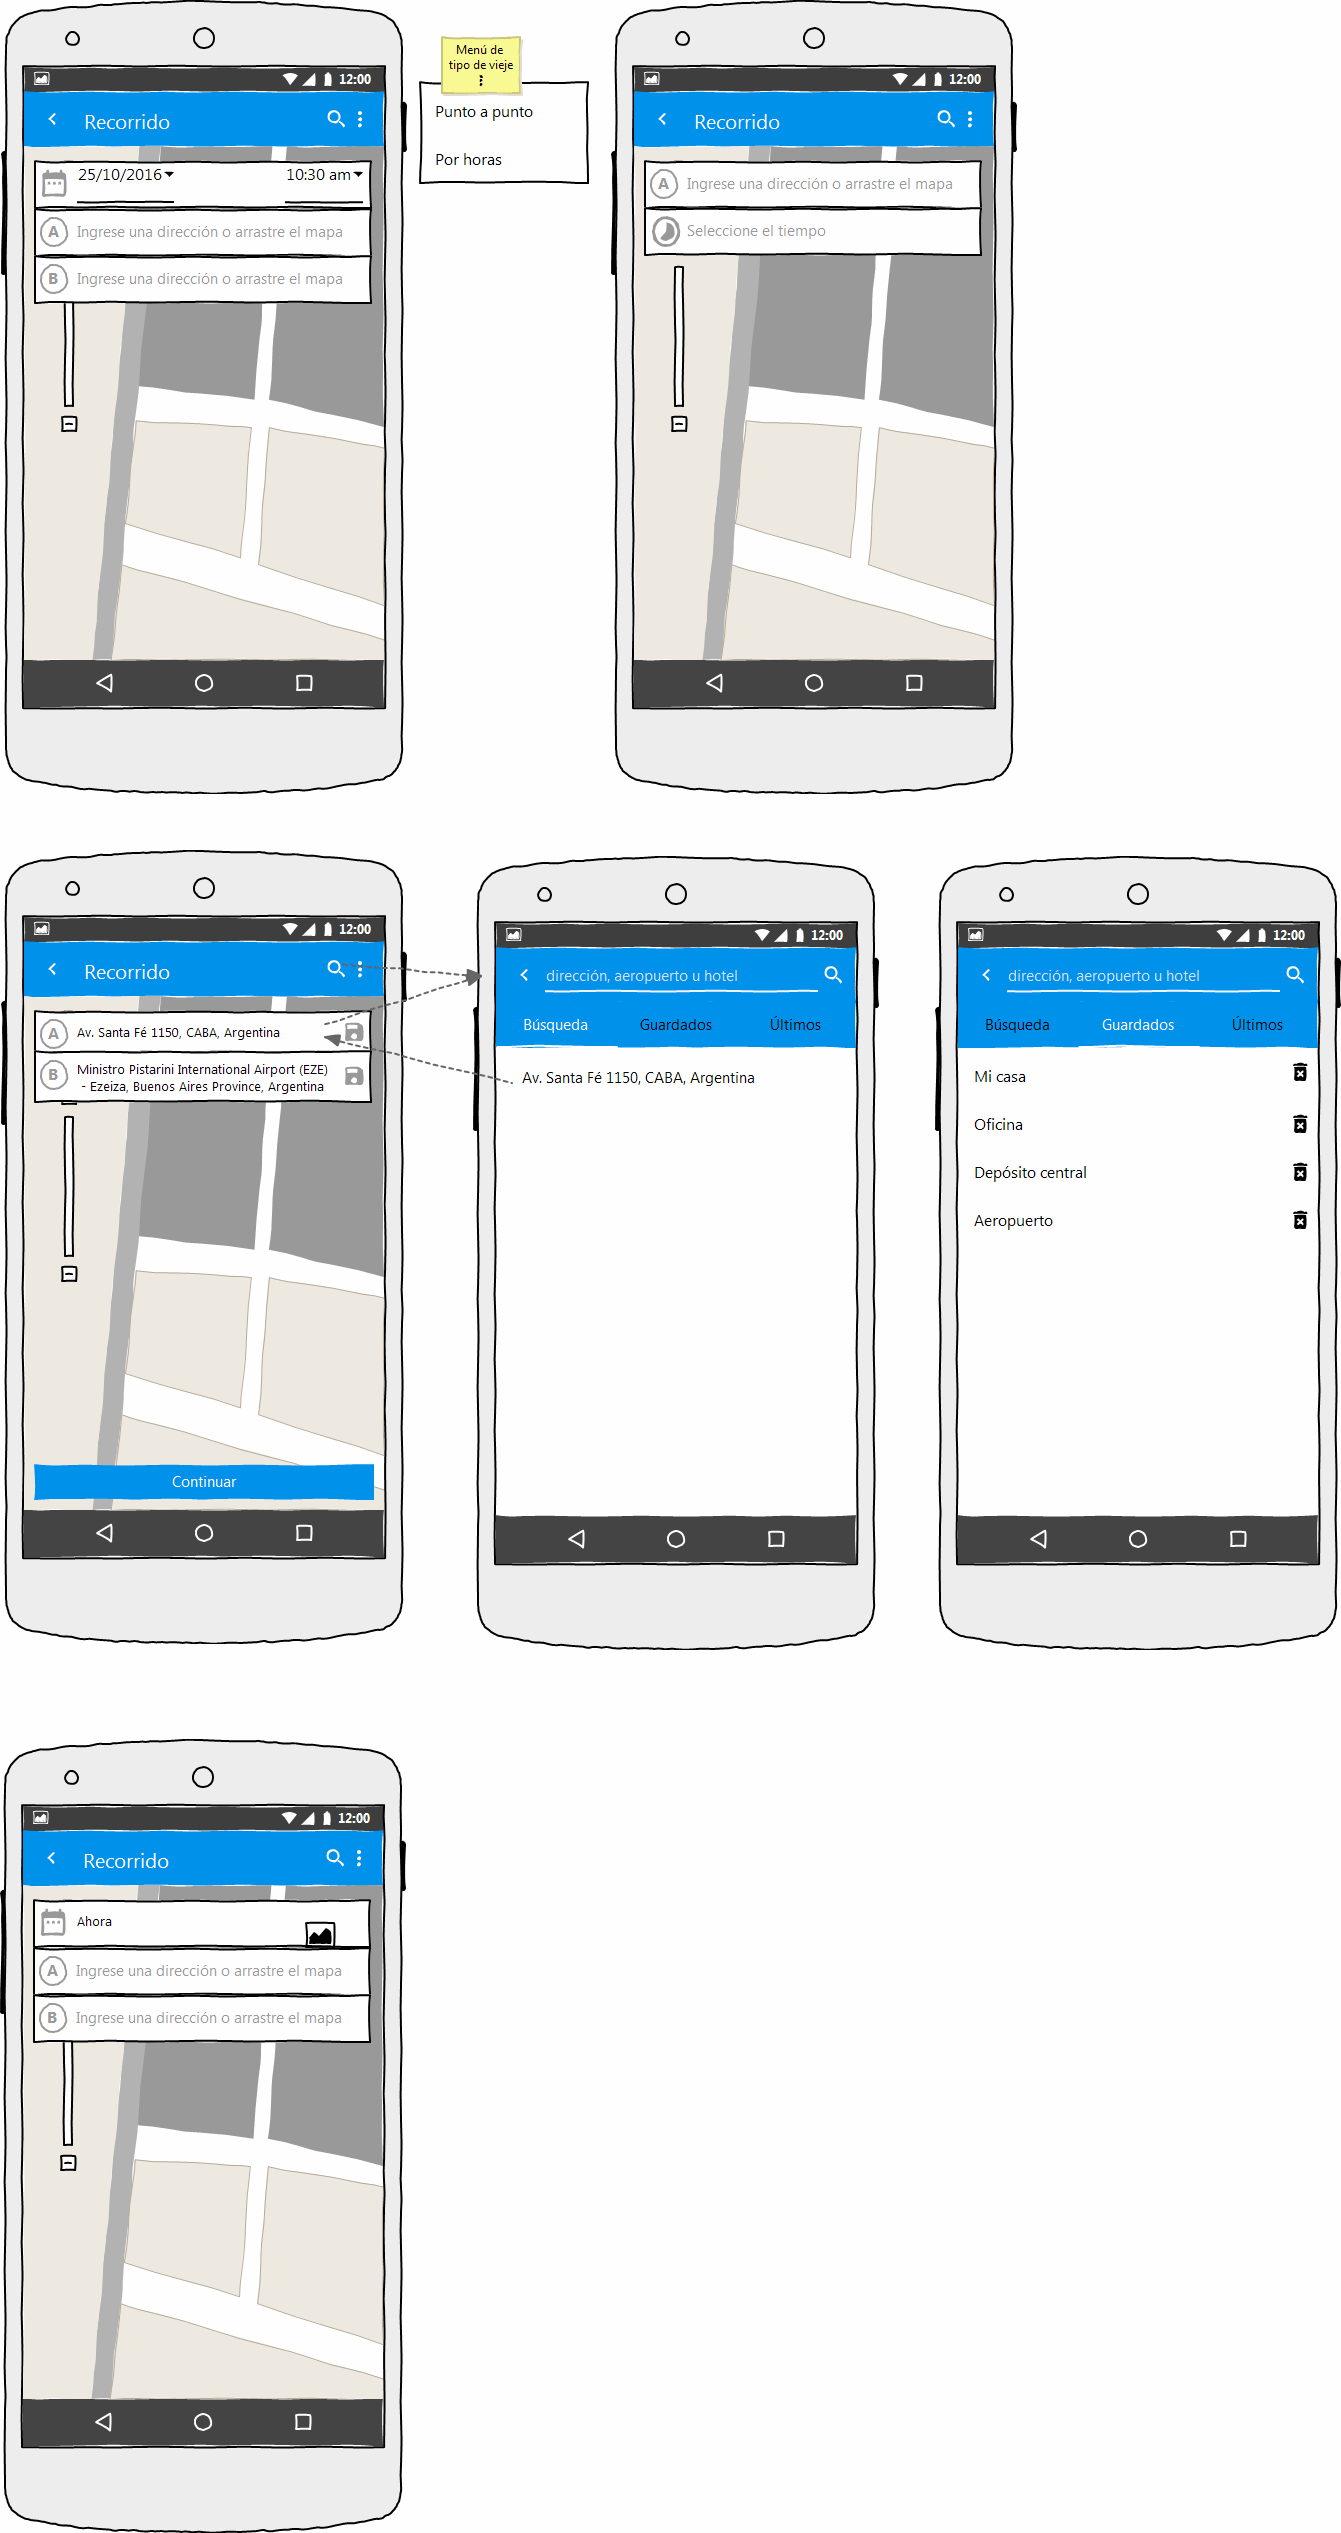 12:00
Recorrido
25/10/2016
10:30 am
A
Ingrese una dirección o arrastre el mapa
B
Ingrese una dirección o arrastre el mapa
Menú de
tipo de vieje
Punto a punto
Por horas
12:00
Recorrido
A
Ingrese una dirección o arrastre el mapa
Seleccione el tiempo
12:00
Recorrido
A
Av. Santa Fé 1150, CABA, Argentina
B
Ministro Pistarini International Airport (EZE)
- Ezeiza, Buenos Aires Province, Argentina
Continuar
12:00
dirección, aeropuerto u hotel
Búsqueda
Guardados
Últimos
Av. Santa Fé 1150, CABA, Argentina
12:00
dirección, aeropuerto u hotel
Búsqueda
Guardados
Últimos
Mi casa
Oficina
Depósito central
Aeropuerto
12:00
Recorrido
Ahora
A
Ingrese una dirección o arrastre el mapa
B
Ingrese una dirección o arrastre el mapa